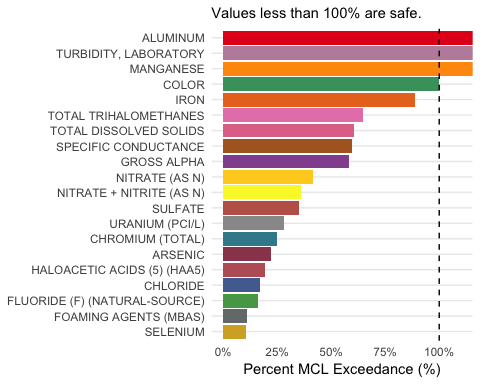 Values less than 100% are safe.
ALUMINUM
TURBIDITY, LABORATORY
MANGANESE
COLOR
IRON
TOTAL TRIHALOMETHANES
TOTAL DISSOLVED SOLIDS
SPECIFIC CONDUCTANCE
GROSS ALPHA
NITRATE (AS N)
NITRATE + NITRITE (AS N)
SULFATE
URANIUM (PCI/L)
CHROMIUM (TOTAL)
ARSENIC
HALOACETIC ACIDS (5) (HAA5)
CHLORIDE
FLUORIDE (F) (NATURAL-SOURCE)
FOAMING AGENTS (MBAS)
SELENIUM
0% 25% 50% 75% 100%
Percent MCL Exceedance (%)